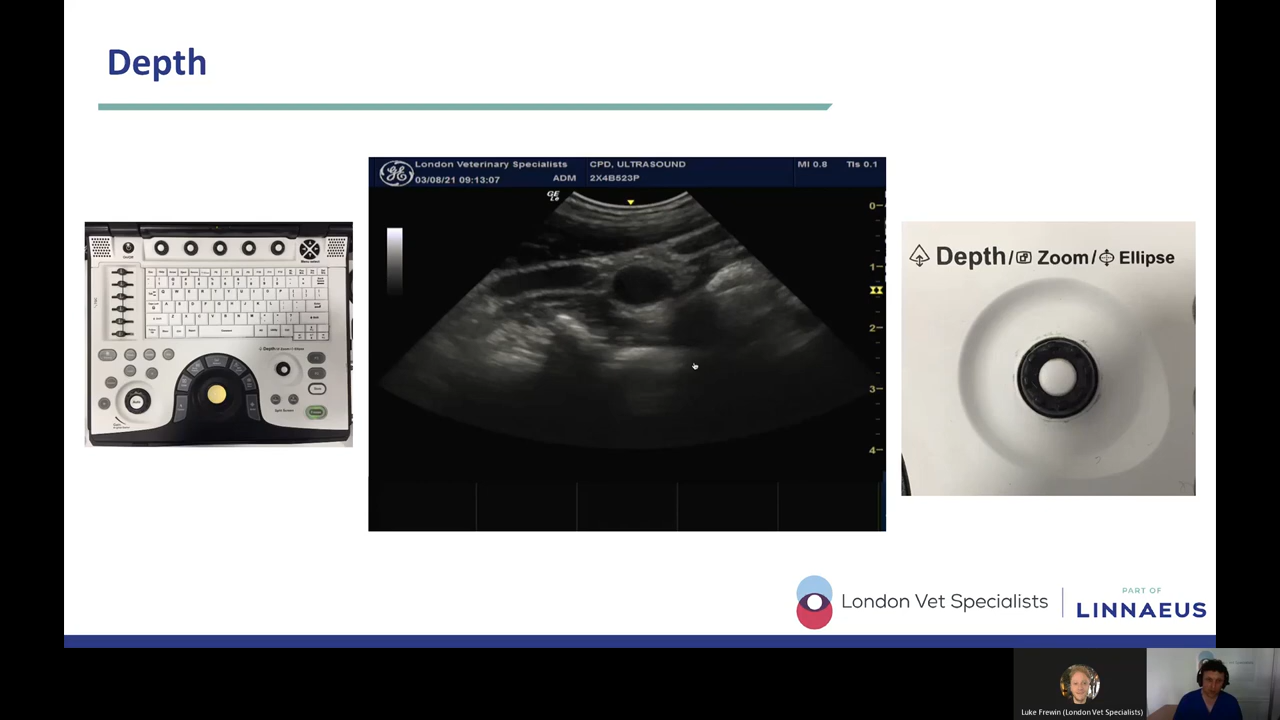 Depth
London Veterinary Specialists
CPD, ULTRASOUND
MI 0.8
TIs 0.1
03/08/21 09:13:07
ADM
2X4B523P
GE
0
1
2
3
4
Depth/ Zoom/ Ellipse
London Vet Specialists
PART OF
LINNAEUS
Luke Frewin (London Vet Specialists)